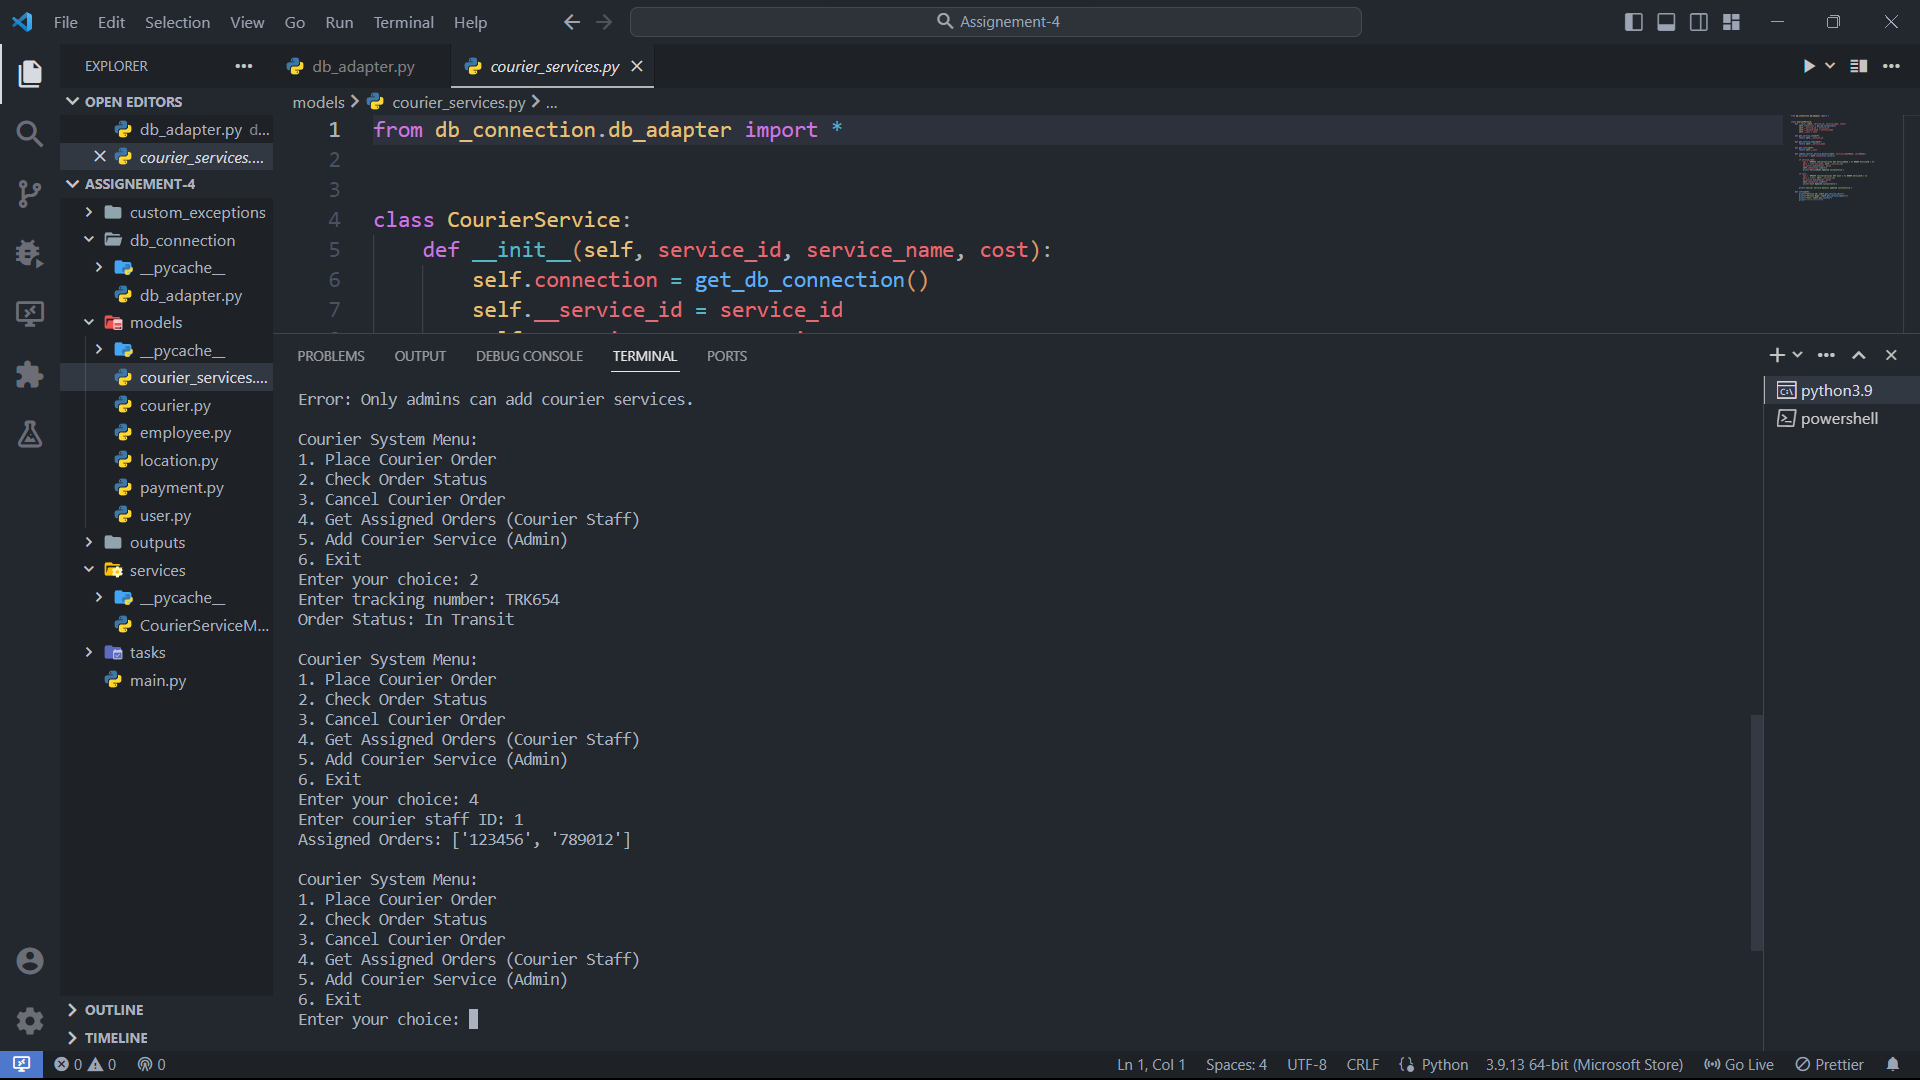 File Edit Selection View Go Run Terminal Help
Assignement-4
EXPLORER
OPEN EDITORS
db_adapter.py d...
courier_services....
ASSIGNEMENT-4
custom_exceptions
db_connection
__pycache__
db_adapter.py
models
__pycache__
courier_services....
courier.py
employee.py
location.py
payment.py
user.py
outputs
services
__pycache__
CourierServiceM...
tasks
main.py
OUTLINE
TIMELINE
db_adapter.py
courier_services.py
models > courier_services.py > ...
1 from db_connection.db_adapter import *
2
3
4 class CourierService:
5 def __init__(self, service_id, service_name, cost):
6 self.connection = get_db_connection()
7 self.__service_id = service_id
PROBLEMS OUTPUT DEBUG CONSOLE TERMINAL PORTS
python3.9
powershell
Error: Only admins can add courier services.
Courier System Menu:
1. Place Courier Order
2. Check Order Status
3. Cancel Courier Order
4. Get Assigned Orders (Courier Staff)
5. Add Courier Service (Admin)
6. Exit
Enter your choice: 2
Enter tracking number: TRK654
Order Status: In Transit
Courier System Menu:
1. Place Courier Order
2. Check Order Status
3. Cancel Courier Order
4. Get Assigned Orders (Courier Staff)
5. Add Courier Service (Admin)
6. Exit
Enter your choice: 4
Enter courier staff ID: 1
Assigned Orders: ['123456', '789012']
Courier System Menu:
1. Place Courier Order
2. Check Order Status
3. Cancel Courier Order
4. Get Assigned Orders (Courier Staff)
5. Add Courier Service (Admin)
6. Exit
Enter your choice:
0 0 0
Ln 1, Col 1 Spaces: 4 UTF-8 CRLF Python 3.9.13 64-bit (Microsoft Store) Go Live Prettier